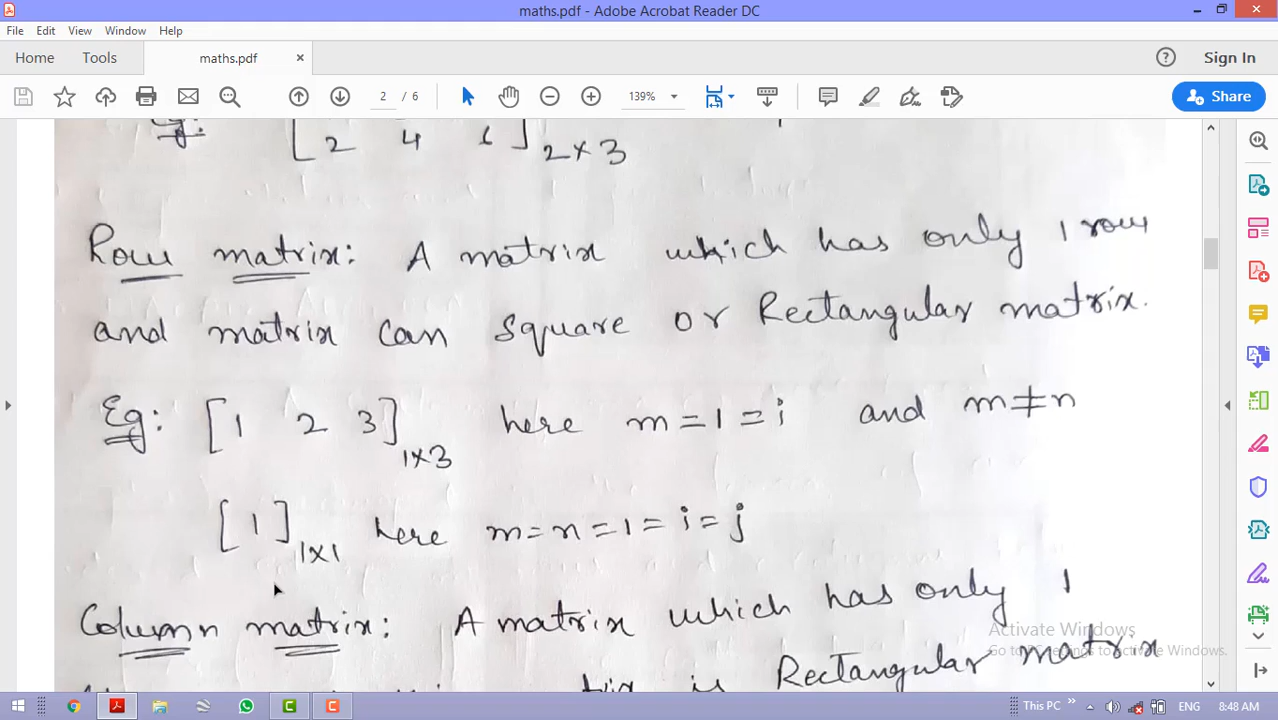 maths.pdf - Adobe Acrobat Reader DC
File Edit View Window Help
Home Tools maths.pdf × ? Sign In
2 / 6 139% Share
Eg:
[2 4 6] 2×3
Row matrix: A matrix which has only 1 row
and matrix can square or Rectangular matrix.
Eg: [1 2 3] 1×3 here m=1=i and m≠n
[1] 1×1 here m=n=1=i=j
Column matrix: A matrix which has only 1
is Rectangular matrix
Activate Windows
Go to PC settings to activate Windows.
This PC » ENG 8:48 AM